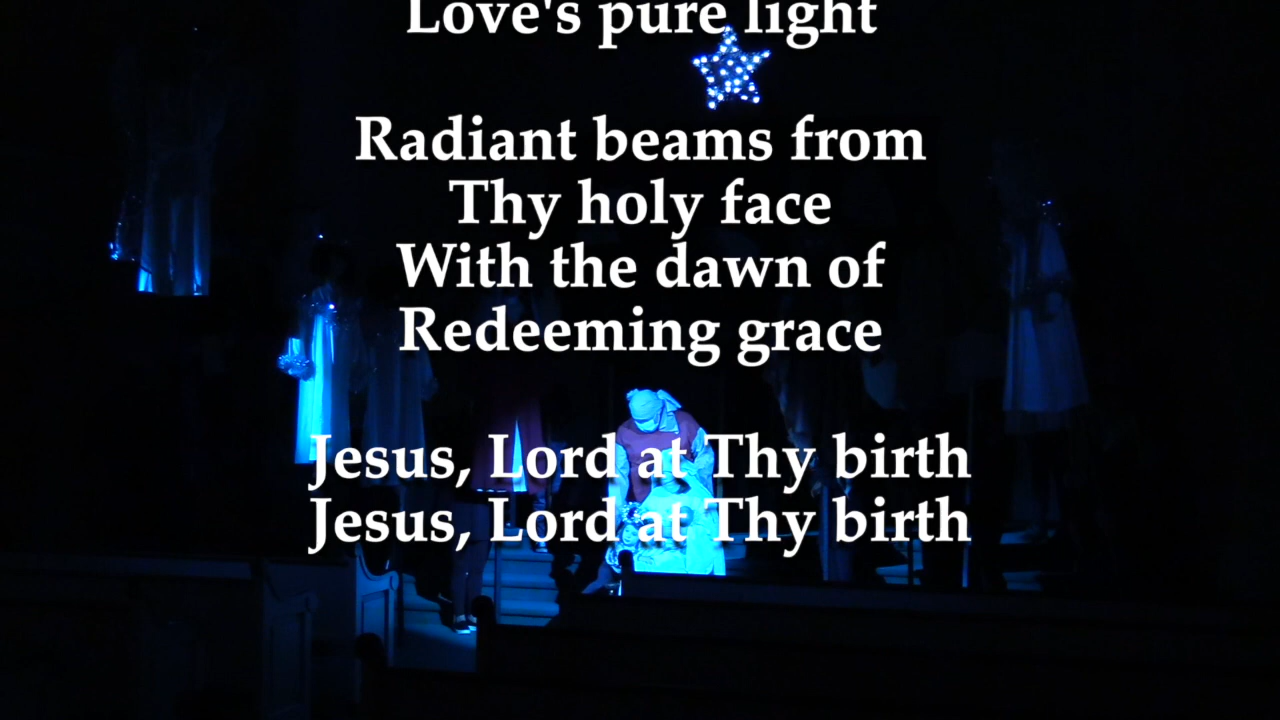 Love's pure light
Radiant beams from
Thy holy face
With the dawn of
Redeeming grace
Jesus, Lord at Thy birth
Jesus, Lord at Thy birth